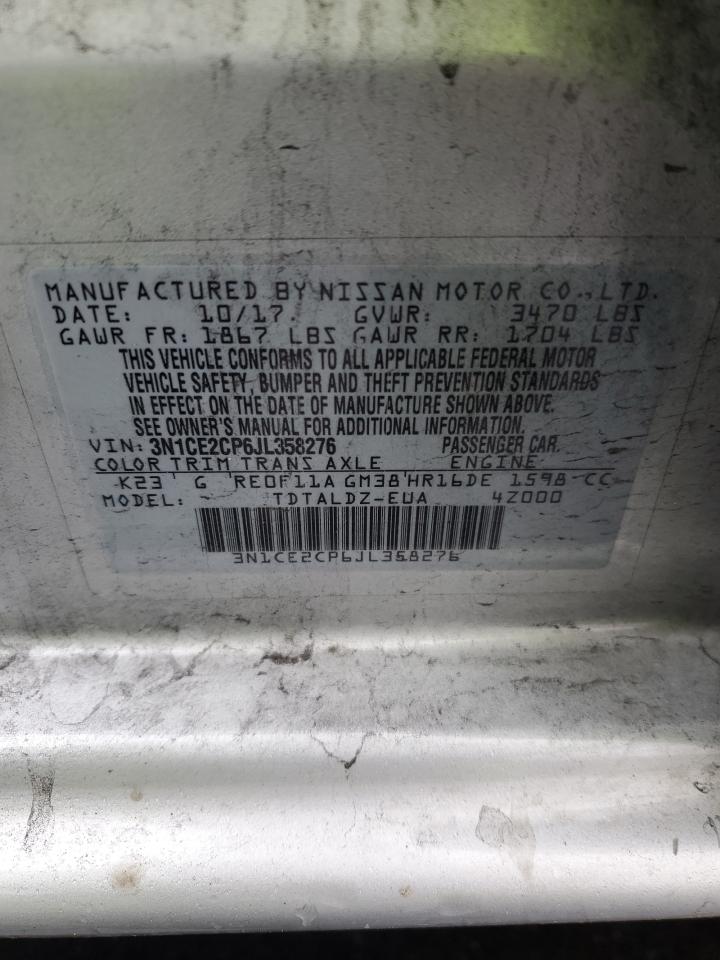 MANUFACTURED BY NISSAN MOTOR CO., LTD.
DATE: 10/17. GVWR: 3470 LBS
GAWR FR: 1867 LBS GAWR RR: 1704 LBS
THIS VEHICLE CONFORMS TO ALL APPLICABLE FEDERAL MOTOR
VEHICLE SAFETY, BUMPER AND THEFT PREVENTION STANDARDS
IN EFFECT ON THE DATE OF MANUFACTURE SHOWN ABOVE.
SEE OWNER'S MANUAL FOR ADDITIONAL INFORMATION.
VIN: 3N1CE2CP6JL358276 PASSENGER CAR.
COLOR TRIM TRANS AXLE ENGINE
K23 G RE0F11A GM38 HR16DE 1598 CC
MODEL: TDTALDZ-EUA 4Z000
3N1CE2CP6JL358276